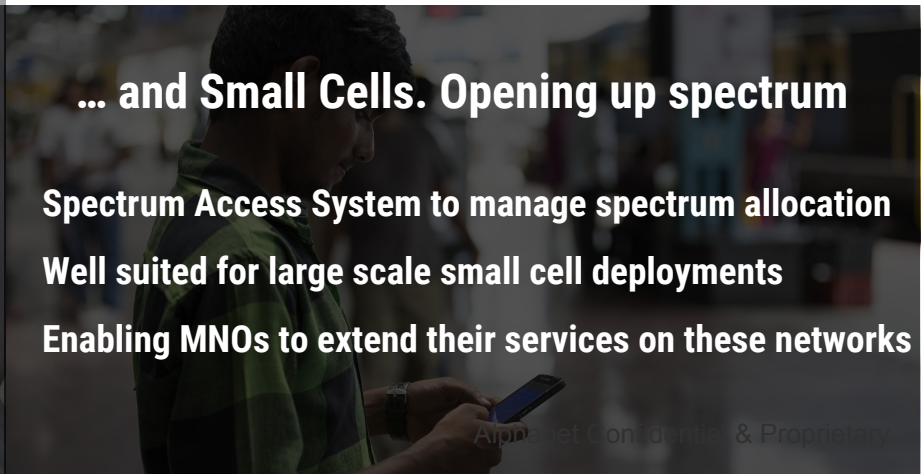 … and Small Cells. Opening up spectrum
Spectrum Access System to manage spectrum allocation
Well suited for large scale small cell deployments
Enabling MNOs to extend their services on these networks
Alphabet Confidential & Proprietary